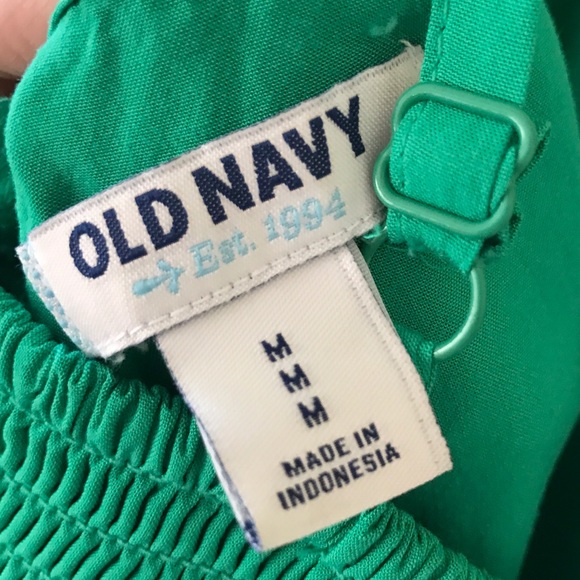 OLD NAVY
Est. 1994
M
M
M
MADE IN
INDONESIA